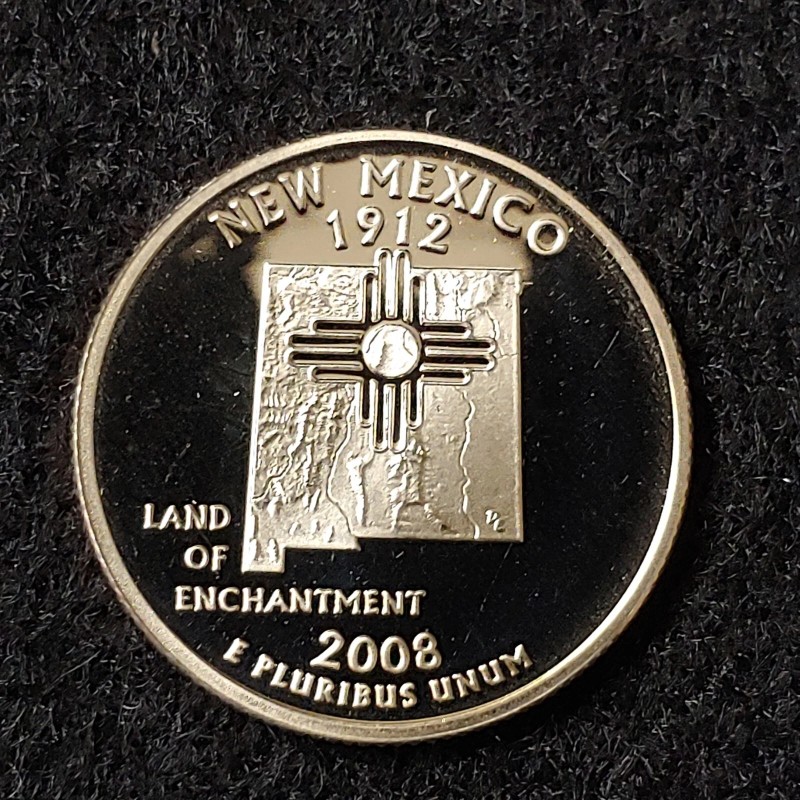 NEW MEXICO
1912
LAND
OF
ENCHANTMENT
2008
E PLURIBUS UNUM